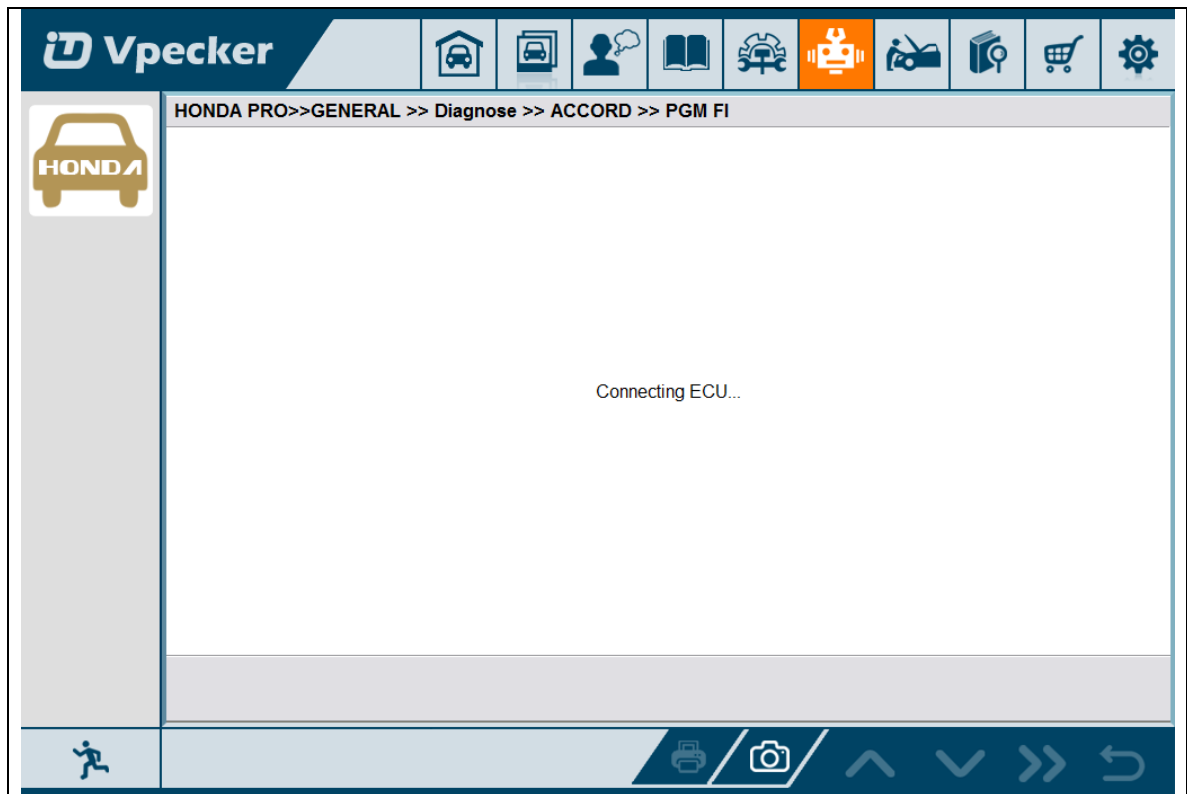 Vpecker
HONDA PRO>>GENERAL >> Diagnose >> ACCORD >> PGM FI
HONDA
Connecting ECU...